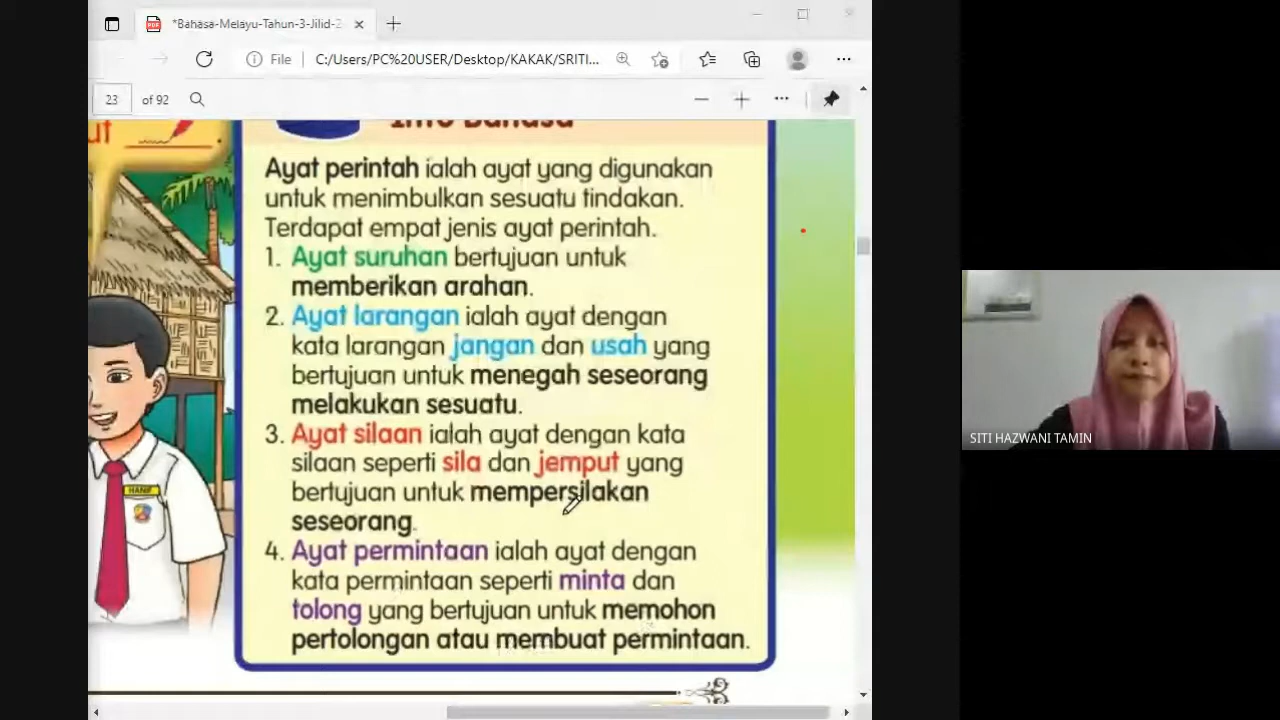 *Bahasa-Melayu-Tahun-3-Jilid-2
File
C:/Users/PC%20USER/Desktop/KAKAK/SRITI...
23 of 92
ut
Info Bahasa
Ayat perintah ialah ayat yang digunakan
untuk menimbulkan sesuatu tindakan.
Terdapat empat jenis ayat perintah.
1. Ayat suruhan bertujuan untuk
memberikan arahan.
2. Ayat larangan ialah ayat dengan
kata larangan jangan dan usah yang
bertujuan untuk menegah seseorang
melakukan sesuatu.
3. Ayat silaan ialah ayat dengan kata
silaan seperti sila dan jemput yang
bertujuan untuk mempersilakan
seseorang.
4. Ayat permintaan ialah ayat dengan
kata permintaan seperti minta dan
tolong yang bertujuan untuk memohon
pertolongan atau membuat permintaan.
HANIF
SITI HAZWANI TAMIN